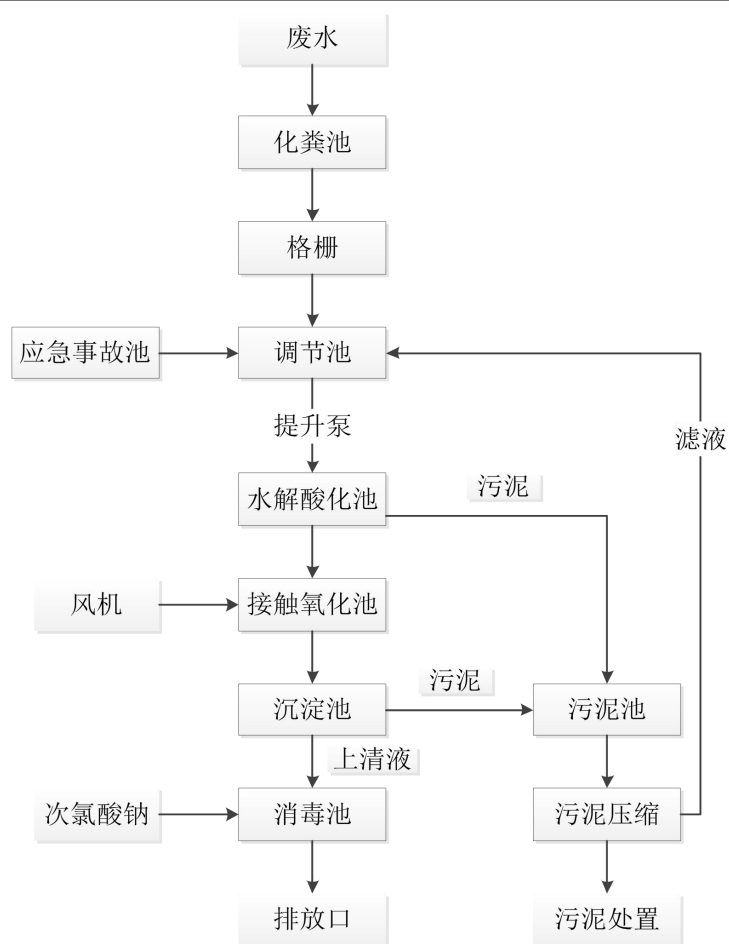 废水
化粪池
格栅
应急事故池
调节池
提升泵
滤液
水解酸化池
污泥
风机
接触氧化池
沉淀池
污泥
污泥池
上清液
次氯酸钠
消毒池
污泥压缩
排放口
污泥处置